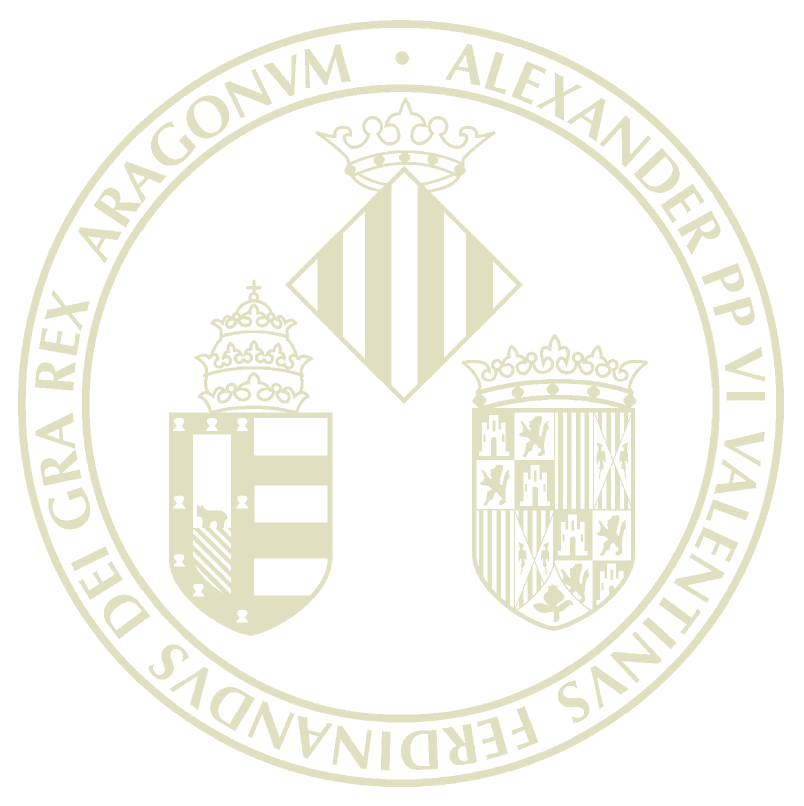 • ALEXANDER PP VI VALENTINVS FERDINANDVS DEI GRA REX ARAGONVM